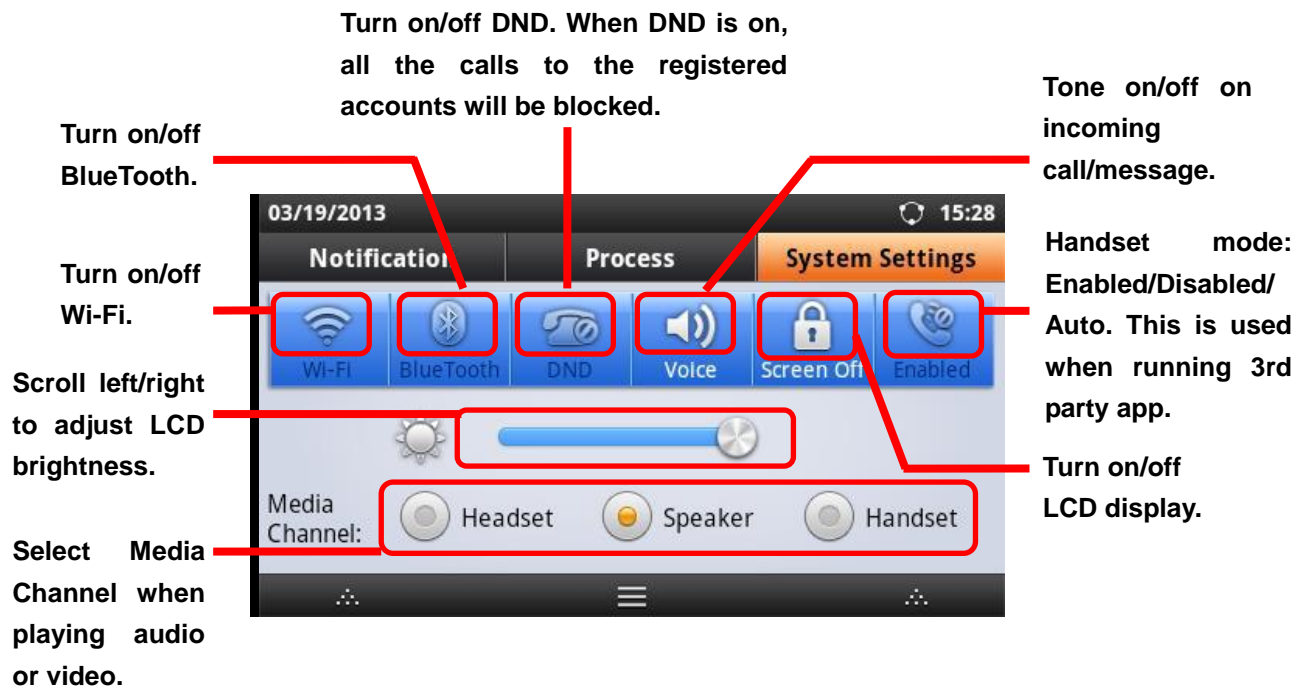 Turn on/off DND. When DND is on,
all the calls to the registered
accounts will be blocked.
Tone on/off on
incoming
call/message.
Turn on/off
BlueTooth.
03/19/2013 15:28
Notification Process System Settings
Handset mode:
Enabled/Disabled/
Auto. This is used
when running 3rd
party app.
Turn on/off
Wi-Fi.
Wi-Fi BlueTooth DND Voice Screen Off Enabled
Scroll left/right
to adjust LCD
brightness.
Turn on/off
LCD display.
Media
Channel:
Headset Speaker Handset
Select Media
Channel when
playing audio
or video.